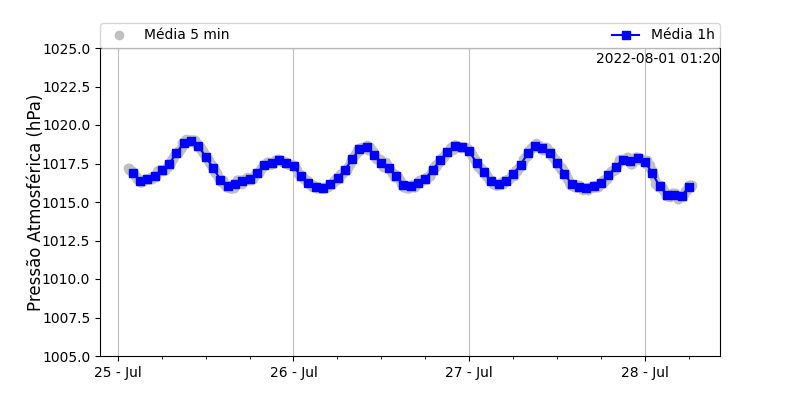 Média 5 min
Média 1h
2022-08-01 01:20
Pressão Atmosférica (hPa)
1025.0
1022.5
1020.0
1017.5
1015.0
1012.5
1010.0
1007.5
1005.0
25 - Jul
26 - Jul
27 - Jul
28 - Jul